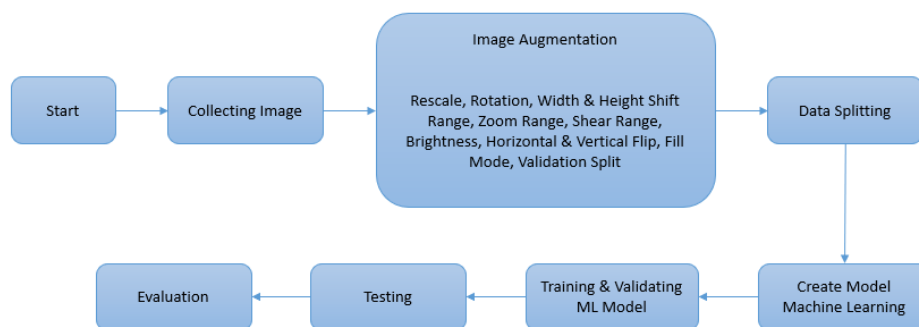 Start
Collecting Image
Image Augmentation
Rescale, Rotation, Width & Height Shift
Range, Zoom Range, Shear Range,
Brightness, Horizontal & Vertical Flip, Fill
Mode, Validation Split
Data Splitting
Create Model
Machine Learning
Training & Validating
ML Model
Testing
Evaluation